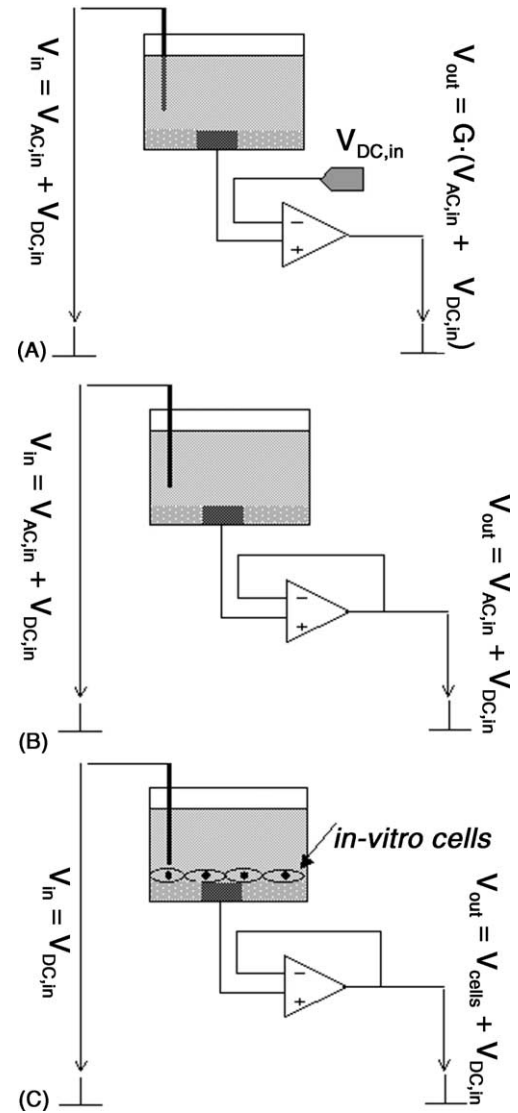 V_in = V_AC,in + V_DC,in
V_DC,in
−
+
V_out = G·(V_AC,in + V_DC,in)
(A)
V_in = V_AC,in + V_DC,in
−
+
V_out = V_AC,in + V_DC,in
(B)
V_in = V_DC,in
in-vitro cells
−
+
V_out = V_cells + V_DC,in
(C)